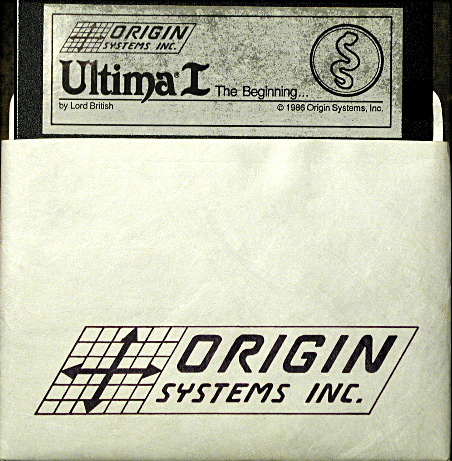 ORIGIN
SYSTEMS INC.
Ultima® I The Beginning...
by Lord British © 1986 Origin Systems, Inc.
ORIGIN
SYSTEMS INC.